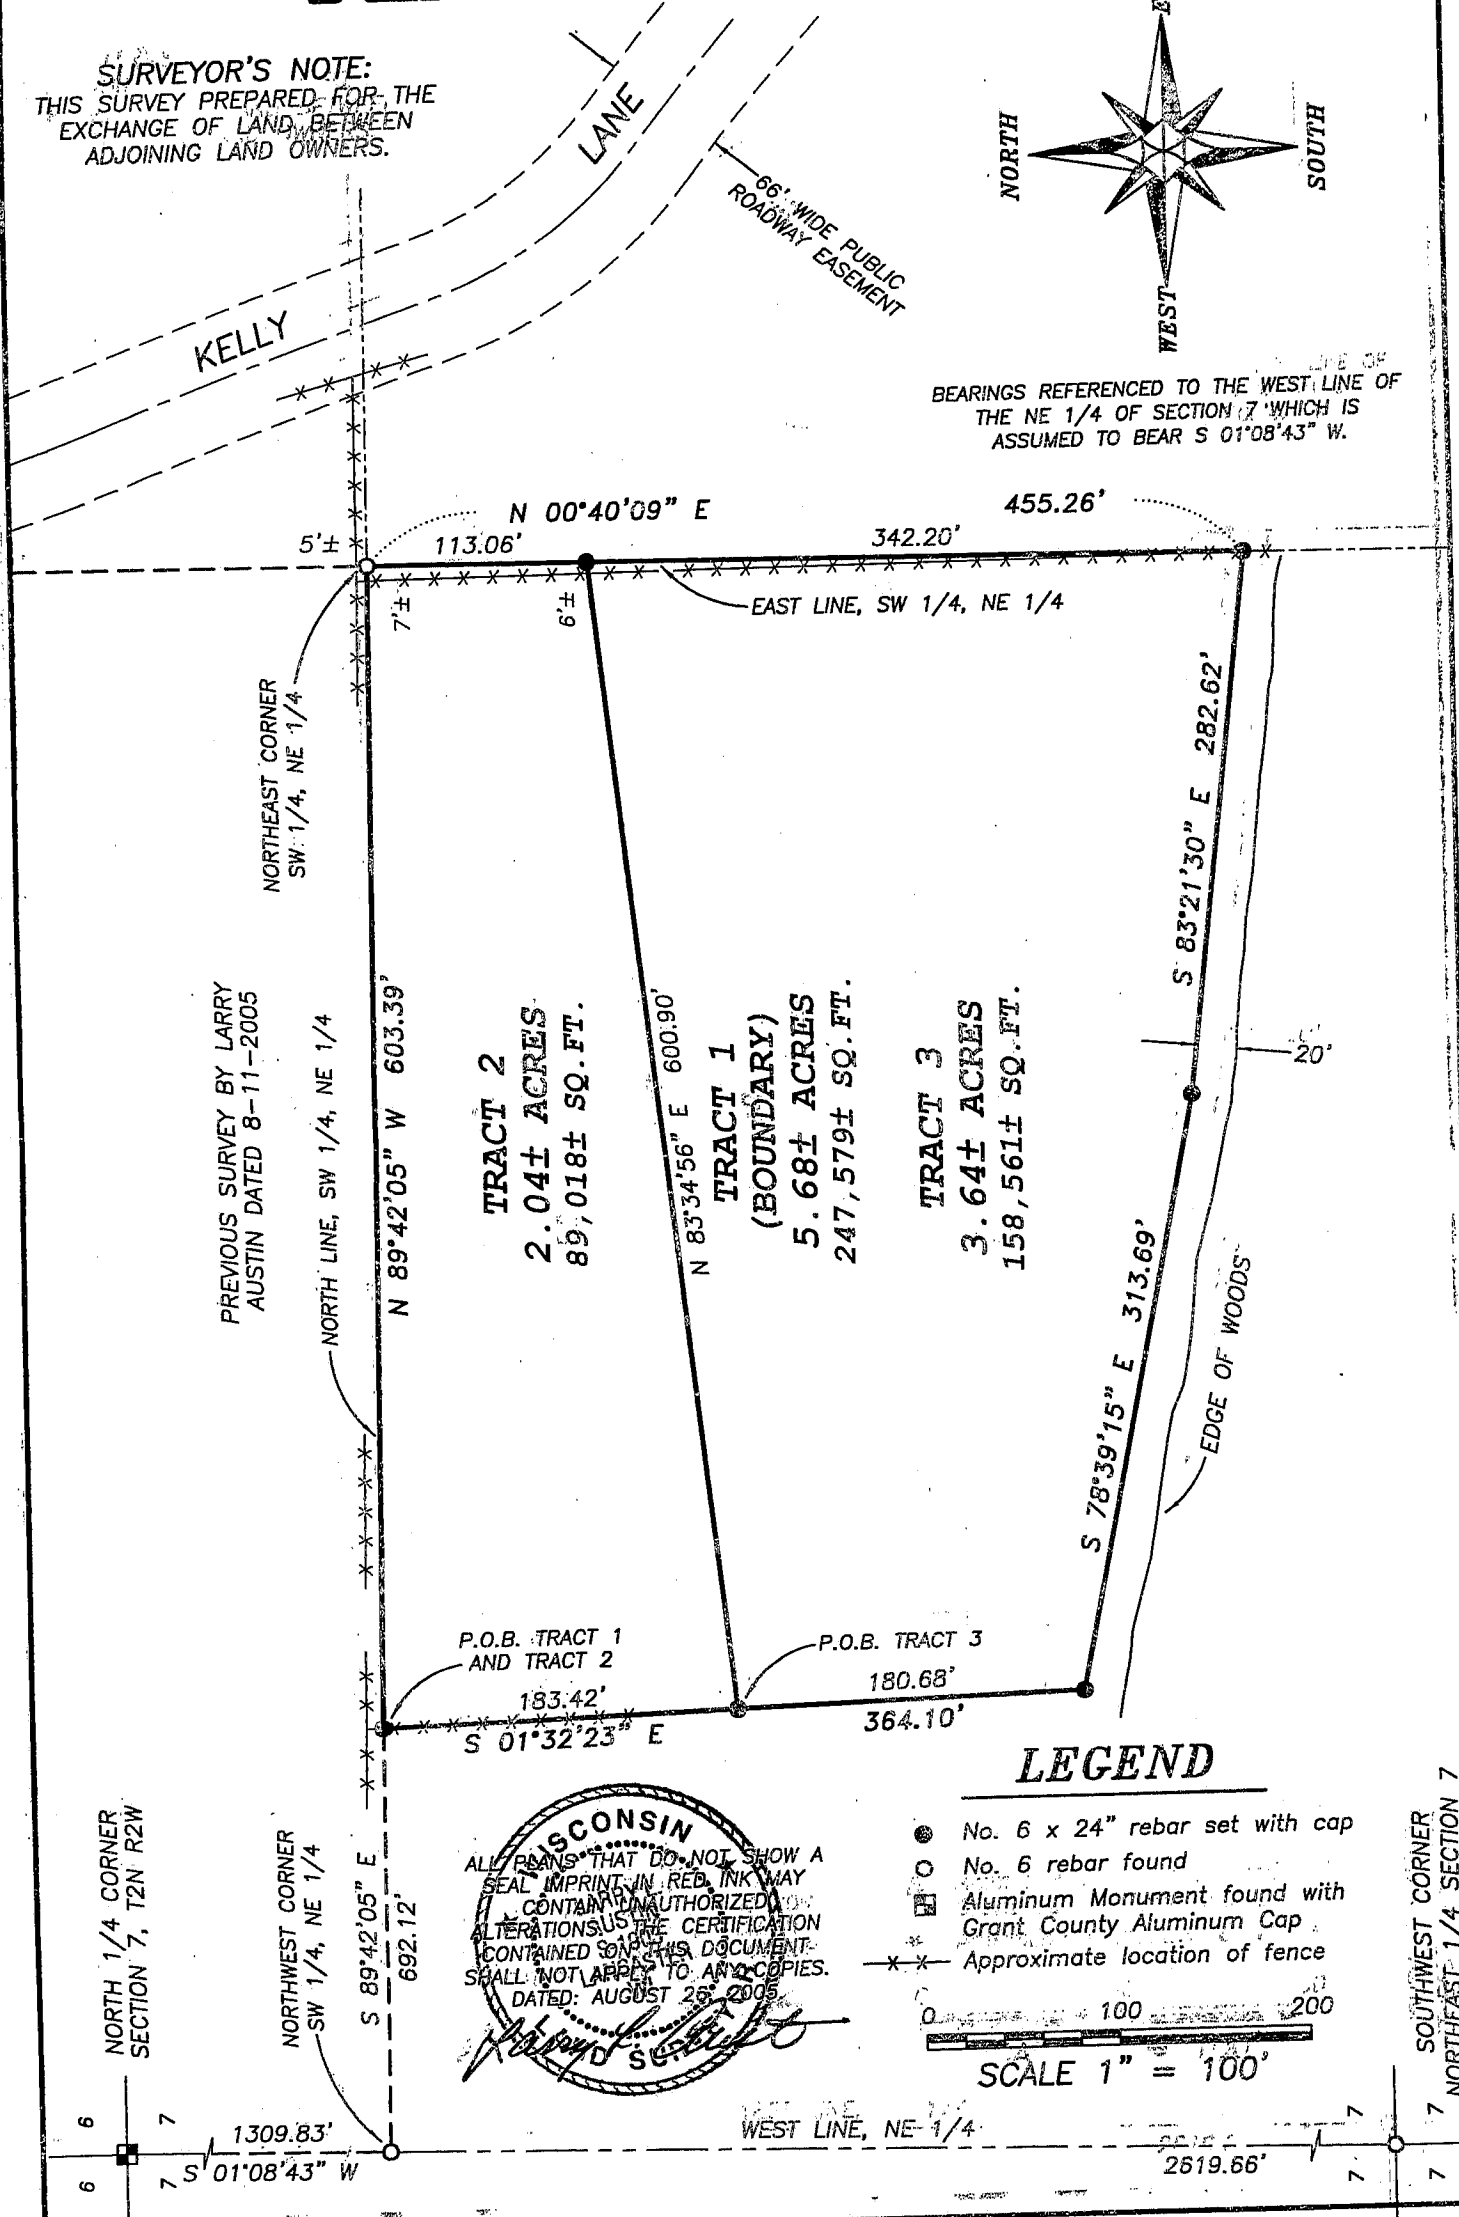 SURVEYOR'S NOTE:
THIS SURVEY PREPARED FOR THE
EXCHANGE OF LAND BETWEEN
ADJOINING LAND OWNERS.
KELLY
LANE
66' WIDE PUBLIC
ROADWAY EASEMENT
NORTH
SOUTH
WEST
BEARINGS REFERENCED TO THE WEST LINE OF
THE NE 1/4 OF SECTION 7 WHICH IS
ASSUMED TO BEAR S 01°08'43" W.
N 00°40'09" E
455.26'
5'±
113.06'
342.20'
7'±
6'±
EAST LINE, SW 1/4, NE 1/4
NORTHEAST CORNER
SW 1/4, NE 1/4
S 83°21'30" E 282.62'
PREVIOUS SURVEY BY LARRY
AUSTIN DATED 8-11-2005
NORTH LINE, SW 1/4, NE 1/4
N 89°42'05" W 603.39'
TRACT 2
2.04± ACRES
89,018± SQ.FT.
N 83°34'56" E 600.90'
TRACT 1
(BOUNDARY)
5.68± ACRES
247,579± SQ.FT.
TRACT 3
3.64± ACRES
158,561± SQ.FT.
20'
S 78°39'15" E 313.69'
EDGE OF WOODS
P.O.B. TRACT 1
AND TRACT 2
P.O.B. TRACT 3
183.42'
180.68'
S 01°32'23" E
364.10'
LEGEND
No. 6 x 24" rebar set with cap
No. 6 rebar found
Aluminum Monument found with
Grant County Aluminum Cap
Approximate location of fence
0 100 200
SCALE 1" = 100'
WISCONSIN
ALL PLANS THAT DO NOT SHOW A
SEAL IMPRINT IN RED INK MAY
CONTAIN UNAUTHORIZED
ALTERATIONS. THE CERTIFICATION
CONTAINED ON THIS DOCUMENT
SHALL NOT APPLY TO ANY COPIES.
DATED: AUGUST 26, 2005
NORTH 1/4 CORNER
SECTION 7, T2N R2W
NORTHWEST CORNER
SW 1/4, NE 1/4
S 89°42'05" E
692.12'
SOUTHWEST CORNER
NORTHEAST 1/4 SECTION 7
6
7
6
7
1309.83'
S 01°08'43" W
WEST LINE, NE 1/4
2619.66'
7
7
7
7